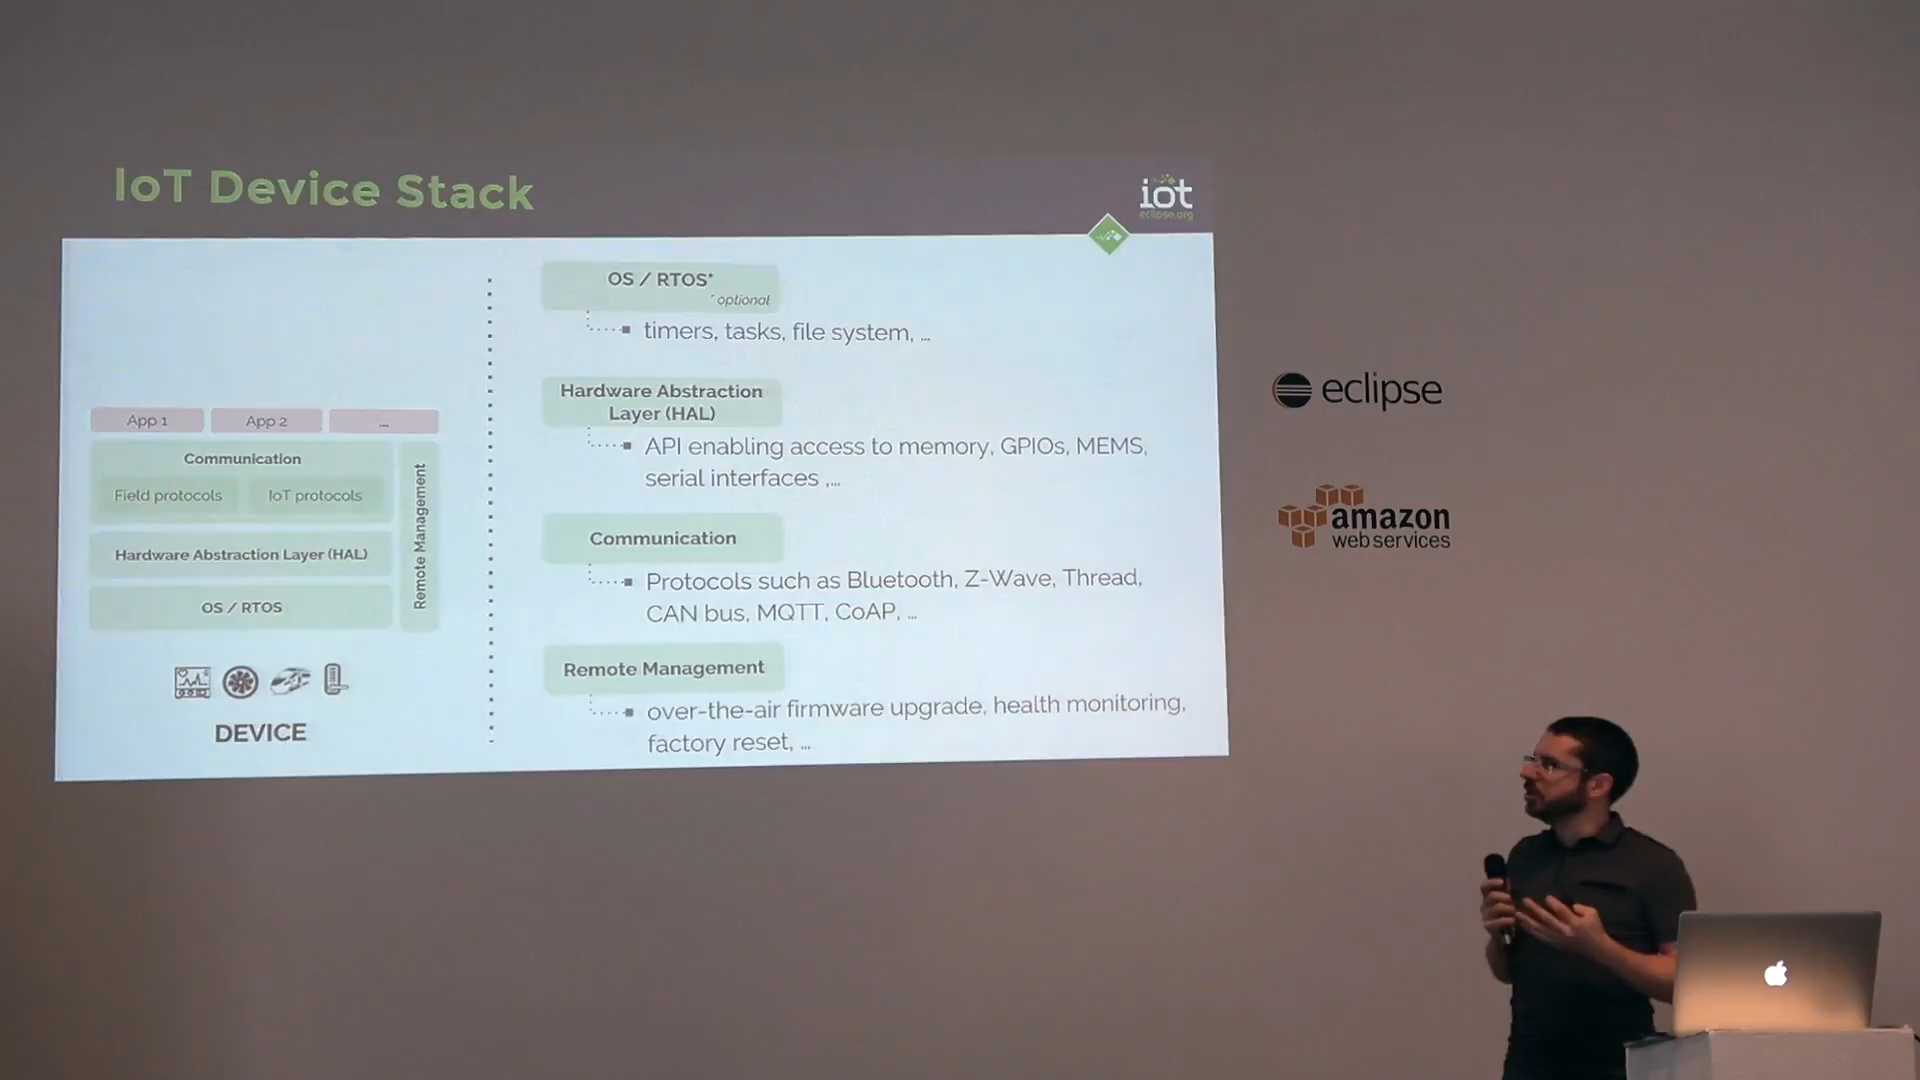 IoT Device Stack
iot
eclipse.org
App 1
App 2
...
Communication
Field protocols
IoT protocols
Hardware Abstraction Layer (HAL)
OS / RTOS
Remote Management
DEVICE
OS / RTOS*
* optional
timers, tasks, file system, ...
Hardware Abstraction
Layer (HAL)
API enabling access to memory, GPIOs, MEMS,
serial interfaces ,...
Communication
Protocols such as Bluetooth, Z-Wave, Thread,
CAN bus, MQTT, CoAP, ...
Remote Management
over-the-air firmware upgrade, health monitoring,
factory reset, ...
eclipse
amazon
web services